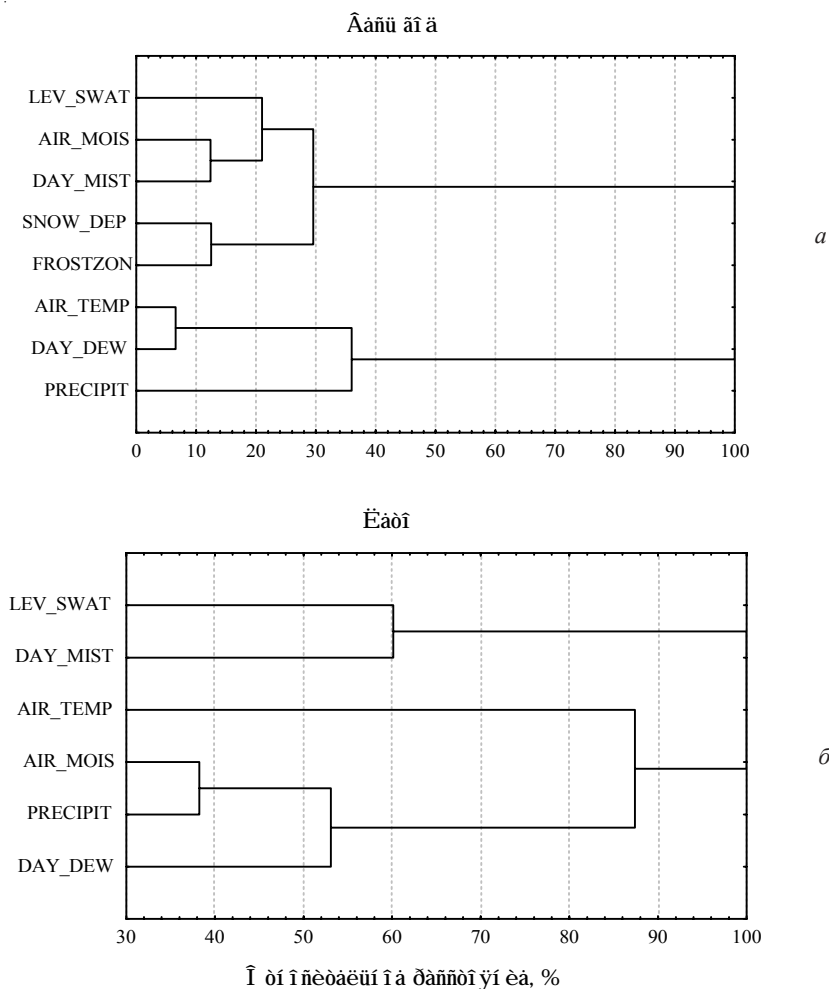 Âåñü ãî ä
LEV_SWAT
AIR_MOIS
DAY_MIST
SNOW_DEP
FROSTZON
AIR_TEMP
DAY_DEW
PRECIPIT
а
0 10 20 30 40 50 60 70 80 90 100
Ëåòî
LEV_SWAT
DAY_MIST
AIR_TEMP
AIR_MOIS
PRECIPIT
DAY_DEW
б
30 40 50 60 70 80 90 100
Î òí î ñèòåëüí î å ðàññòî ÿí èå, %